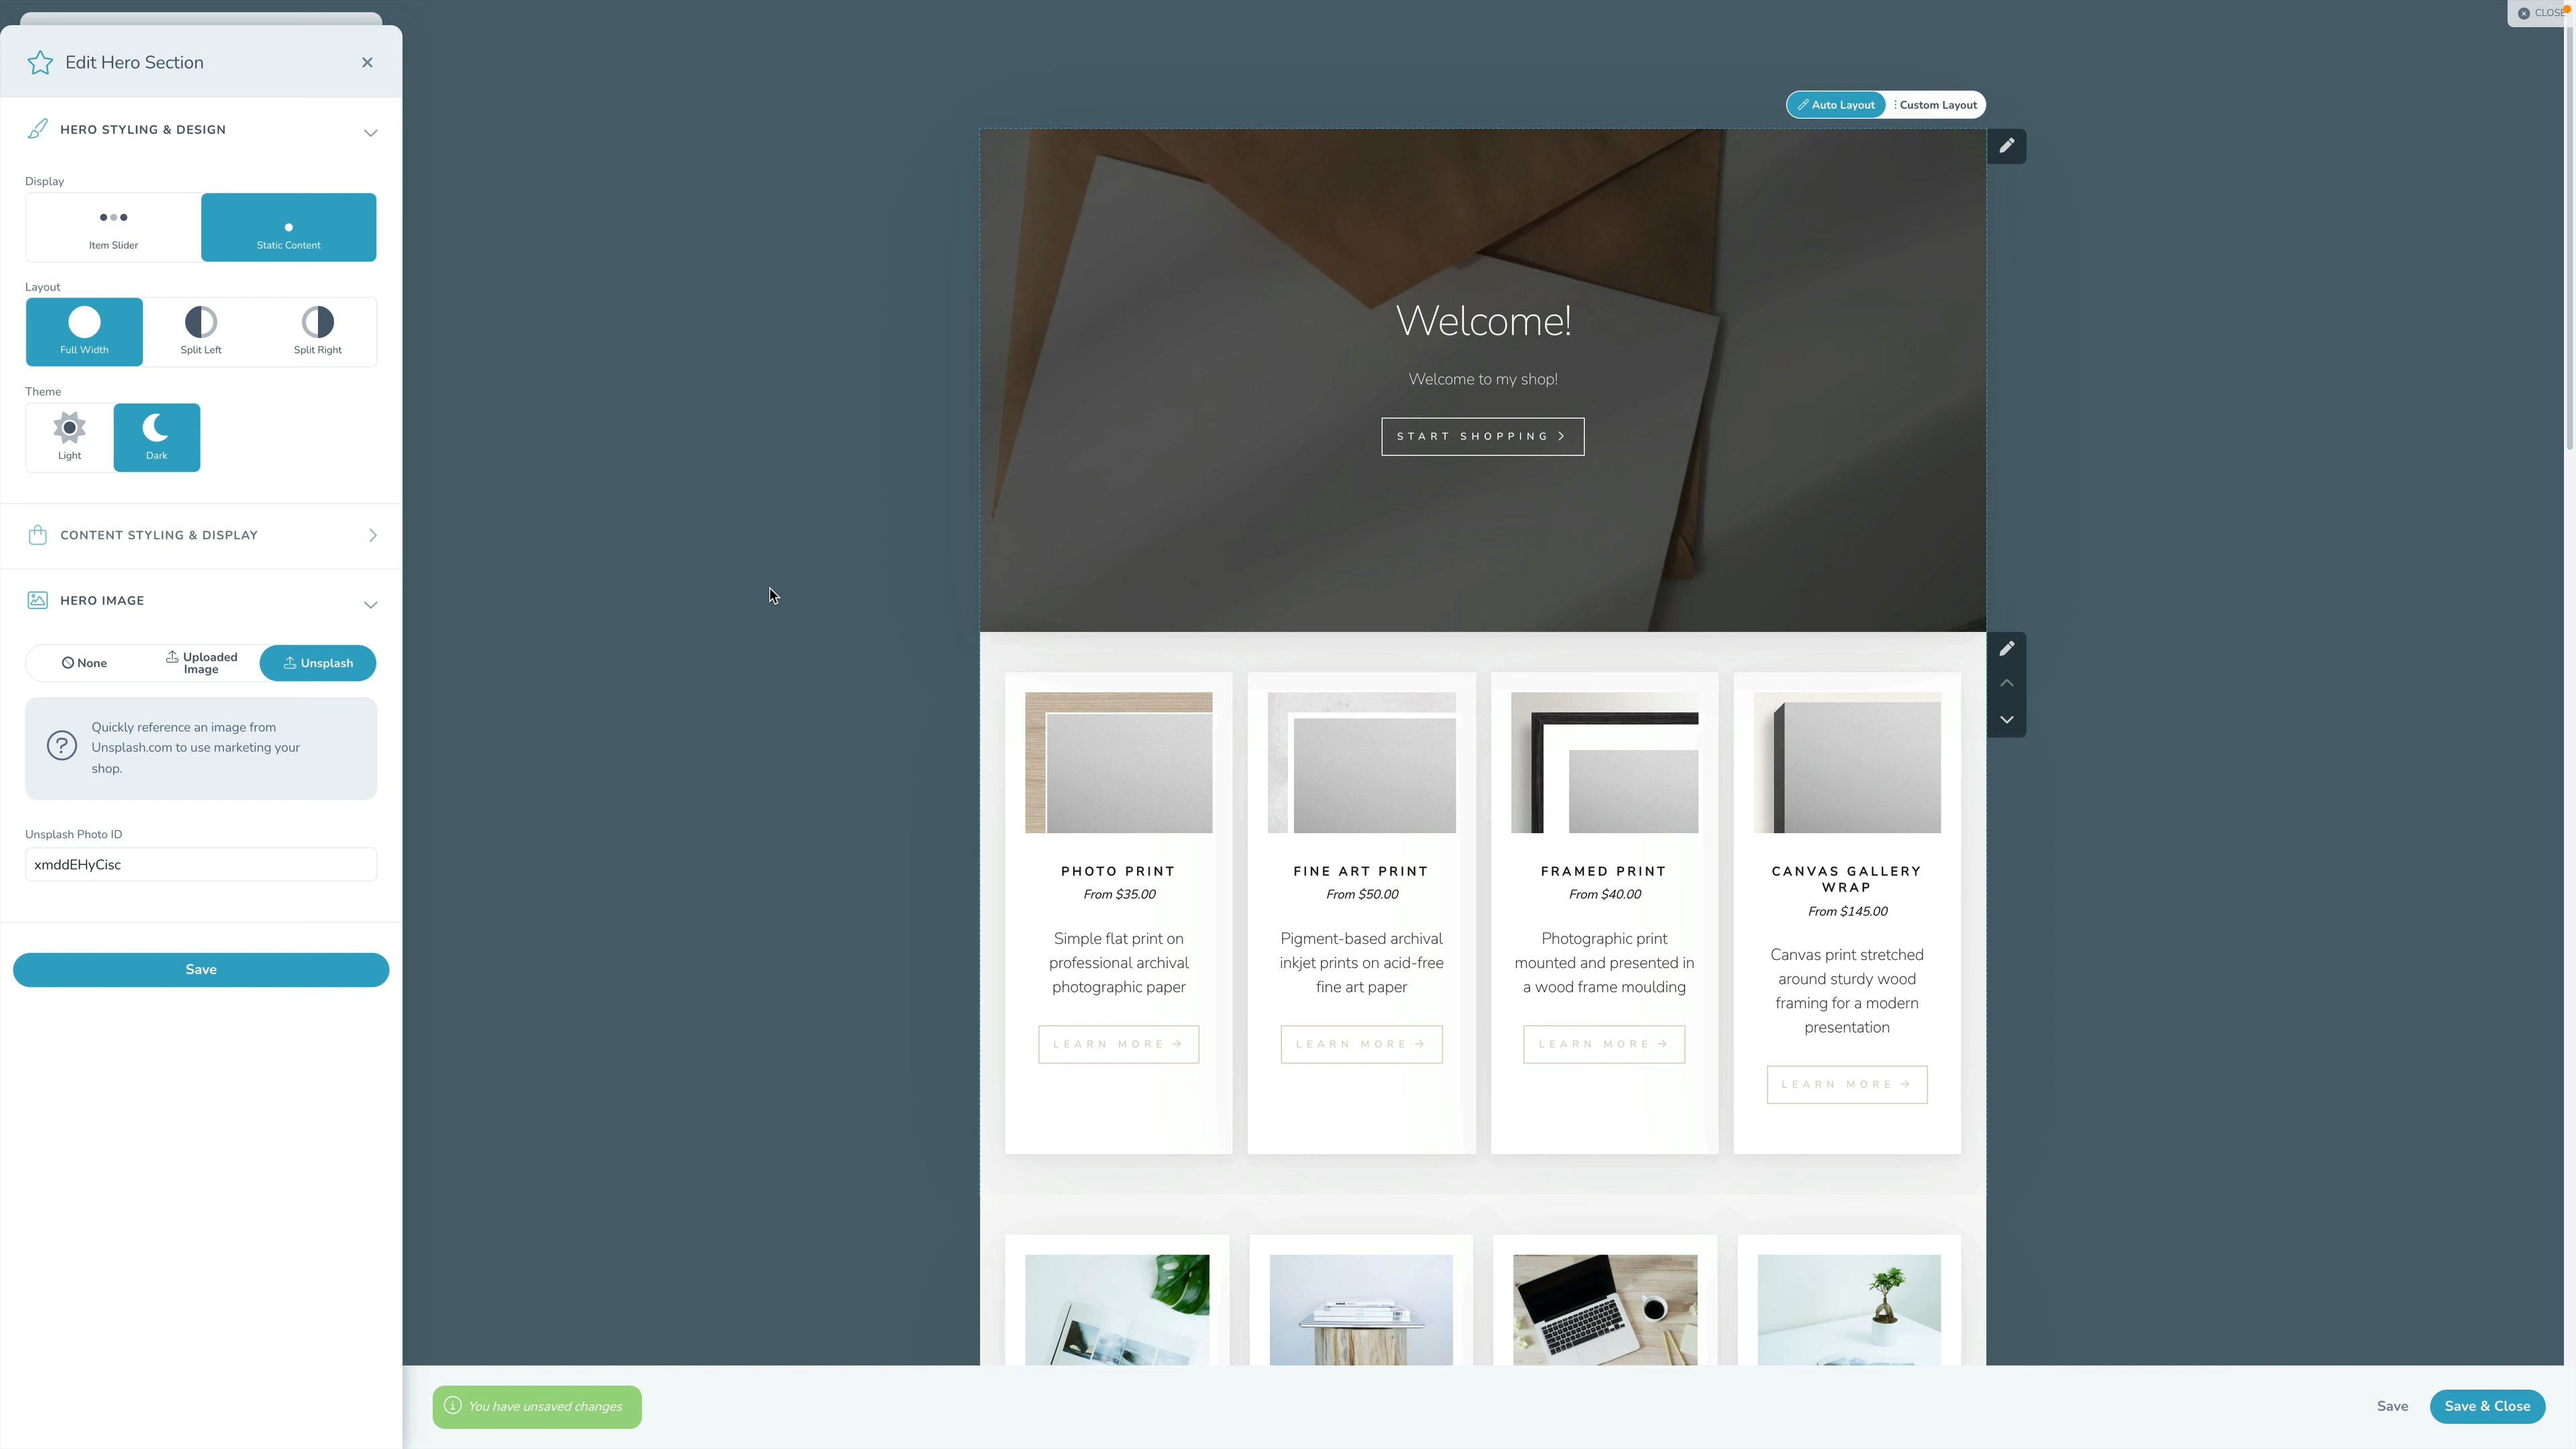 CLOSE
Edit Hero Section
HERO STYLING & DESIGN
Display
Item Slider
Static Content
Layout
Full Width
Split Left
Split Right
Theme
Light
Dark
CONTENT STYLING & DISPLAY
HERO IMAGE
None
Uploaded
Image
Unsplash
Quickly reference an image from
Unsplash.com to use marketing your
shop.
Unsplash Photo ID
xmddEHyCisc
Save
Auto Layout
Custom Layout
Welcome!
Welcome to my shop!
START SHOPPING
PHOTO PRINT
From $35.00
Simple flat print on
professional archival
photographic paper
LEARN MORE
FINE ART PRINT
From $50.00
Pigment-based archival
inkjet prints on acid-free
fine art paper
LEARN MORE
FRAMED PRINT
From $40.00
Photographic print
mounted and presented in
a wood frame moulding
LEARN MORE
CANVAS GALLERY
WRAP
From $145.00
Canvas print stretched
around sturdy wood
framing for a modern
presentation
LEARN MORE
You have unsaved changes
Save
Save & Close